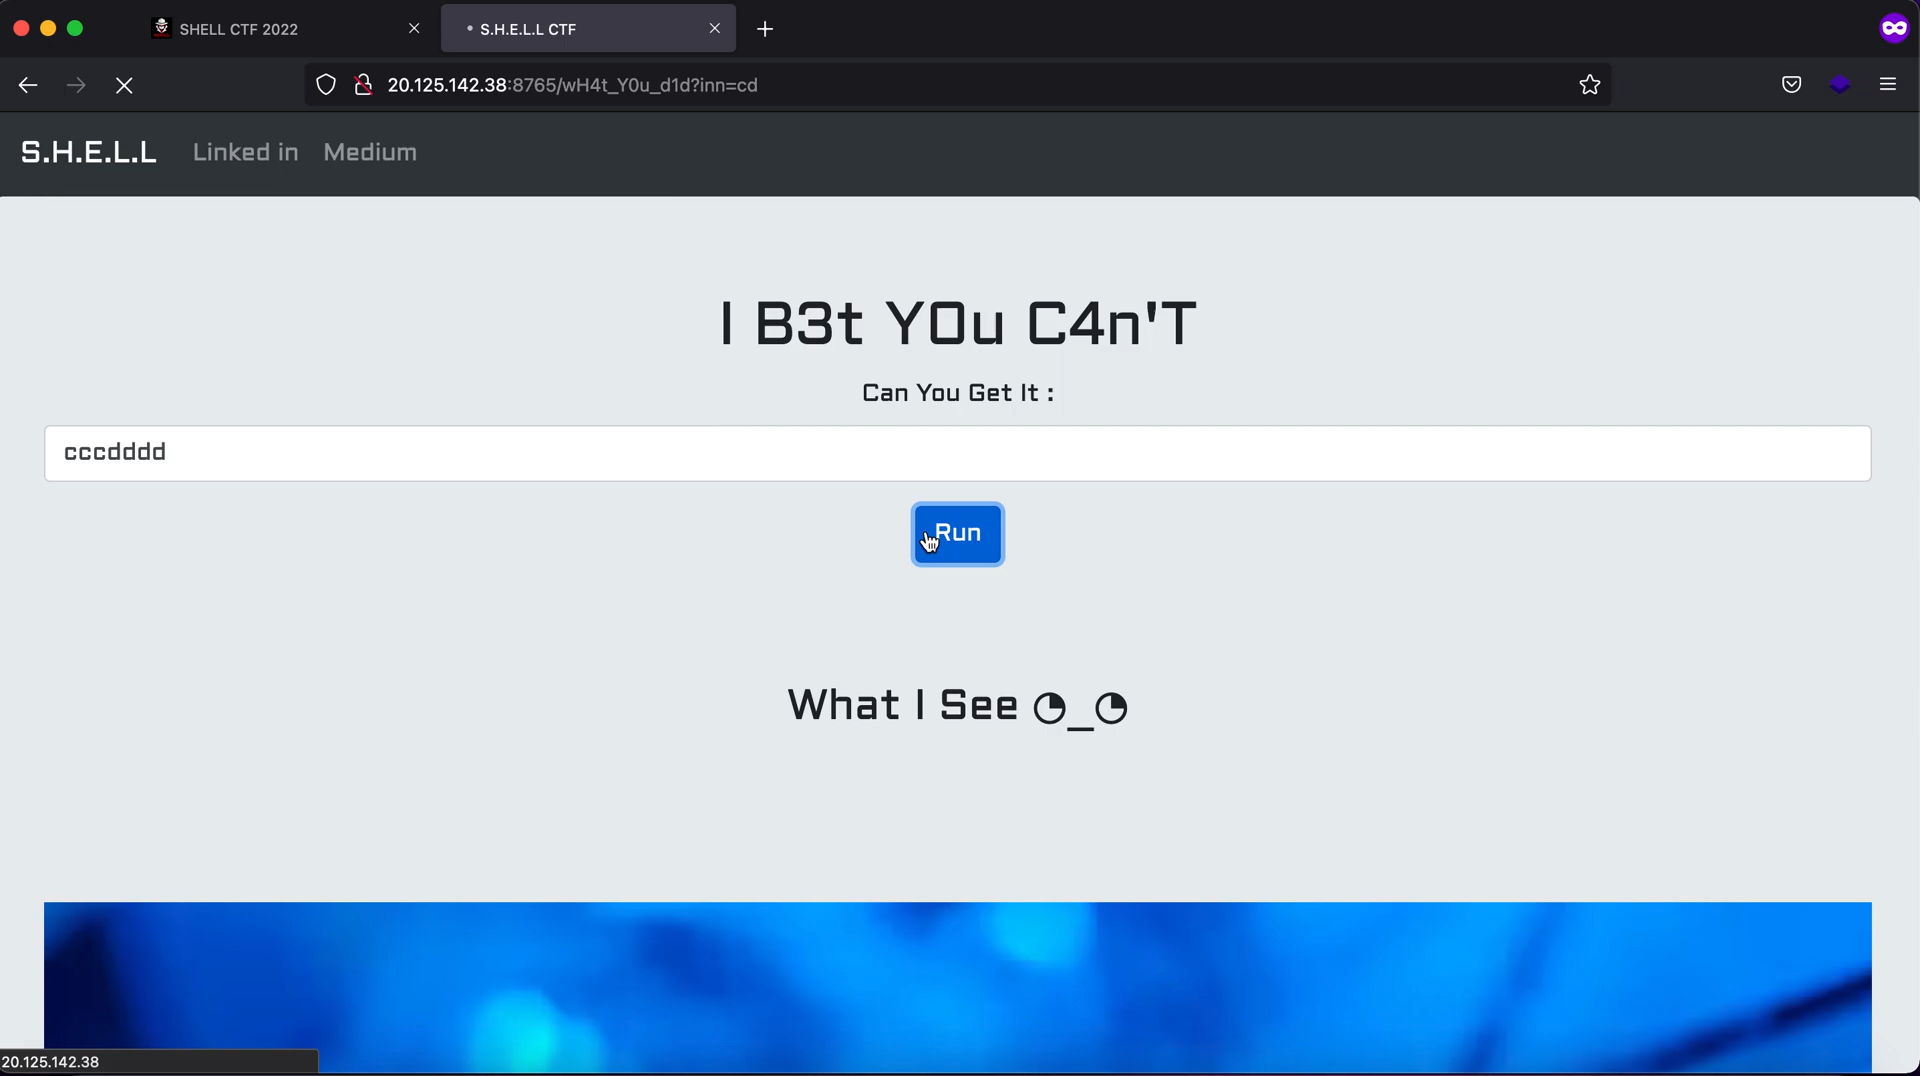 SHELL CTF 2022
S.H.E.L.L CTF
20.125.142.38:8765/wH4t_Y0u_d1d?inn=cd
S.H.E.L.L Linked in Medium
I B3t Y0u C4n'T
Can You Get It :
cccdddd
Run
What I See ◔_◔
20.125.142.38